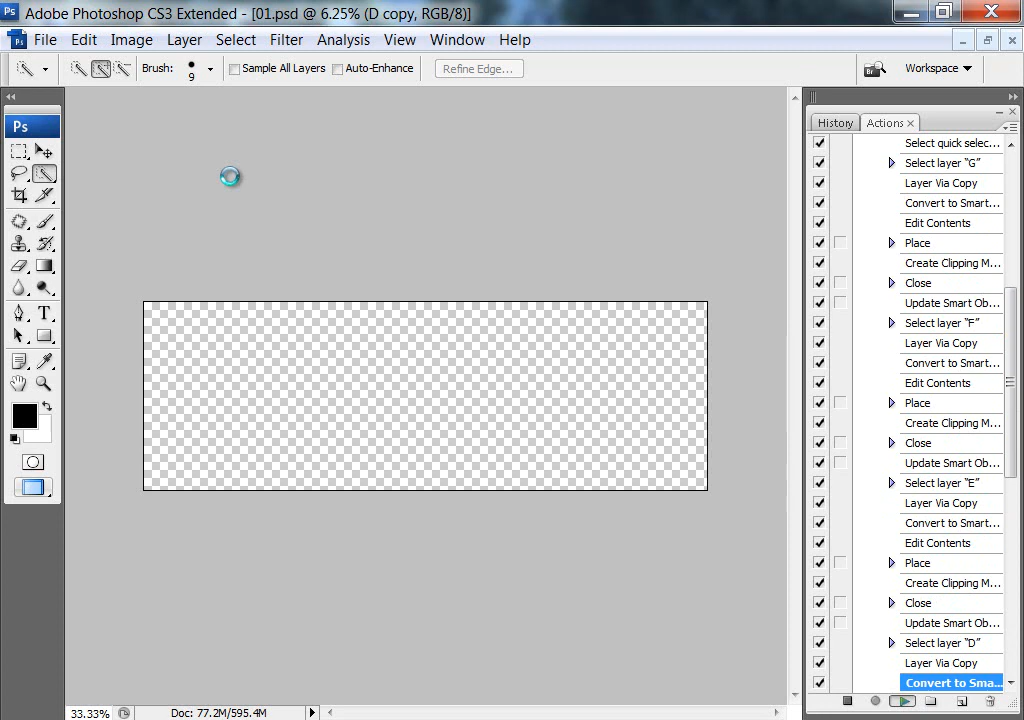 Ps Adobe Photoshop CS3 Extended - [01.psd @ 6.25% (D copy, RGB/8)]
Ps File Edit Image Layer Select Filter Analysis View Window Help
Brush: 9 Sample All Layers Auto-Enhance Refine Edge... Br Workspace
Ps
History Actions
Select quick selec...
Select layer "G"
Layer Via Copy
Convert to Smart...
Edit Contents
Place
Create Clipping M...
Close
Update Smart Ob...
Select layer "F"
Layer Via Copy
Convert to Smart...
Edit Contents
Place
Create Clipping M...
Close
Update Smart Ob...
Select layer "E"
Layer Via Copy
Convert to Smart...
Edit Contents
Place
Create Clipping M...
Close
Update Smart Ob...
Select layer "D"
Layer Via Copy
Convert to Sma...
T
33.33% Doc: 77.2M/595.4M